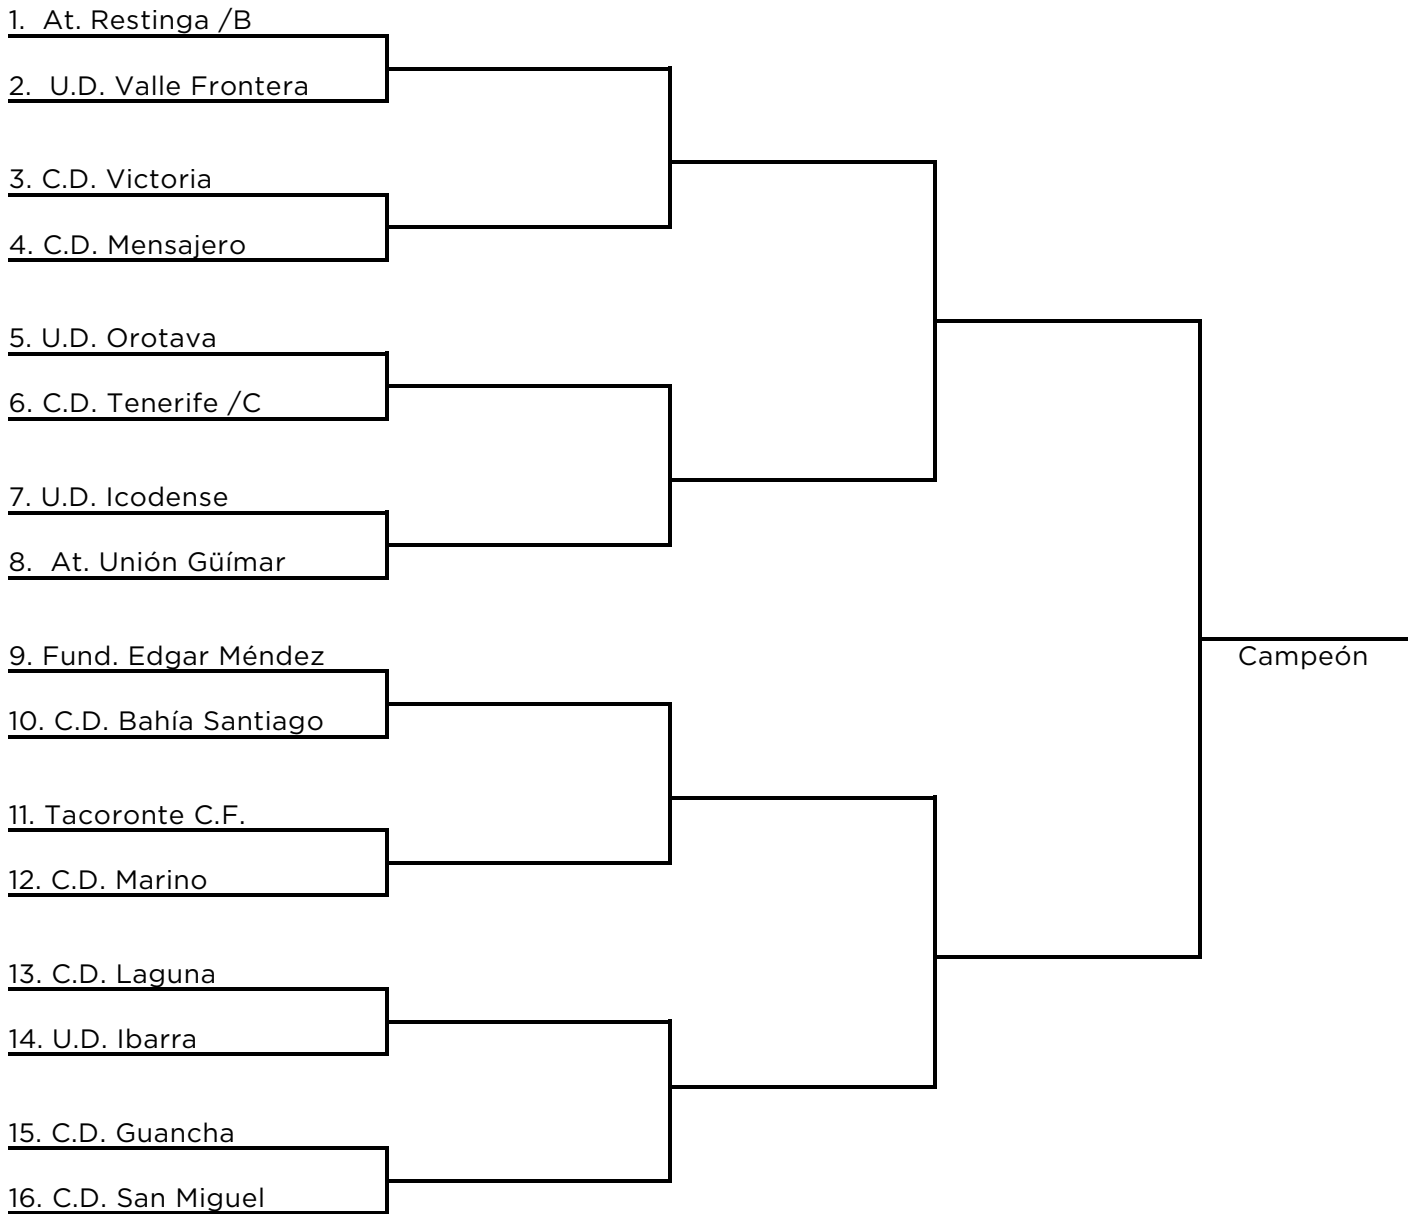 1. At. Restinga /B
2. U.D. Valle Frontera
3. C.D. Victoria
4. C.D. Mensajero
5. U.D. Orotava
6. C.D. Tenerife /C
7. U.D. Icodense
8. At. Unión Güímar
9. Fund. Edgar Méndez
Campeón
10. C.D. Bahía Santiago
11. Tacoronte C.F.
12. C.D. Marino
13. C.D. Laguna
14. U.D. Ibarra
15. C.D. Guancha
16. C.D. San Miguel